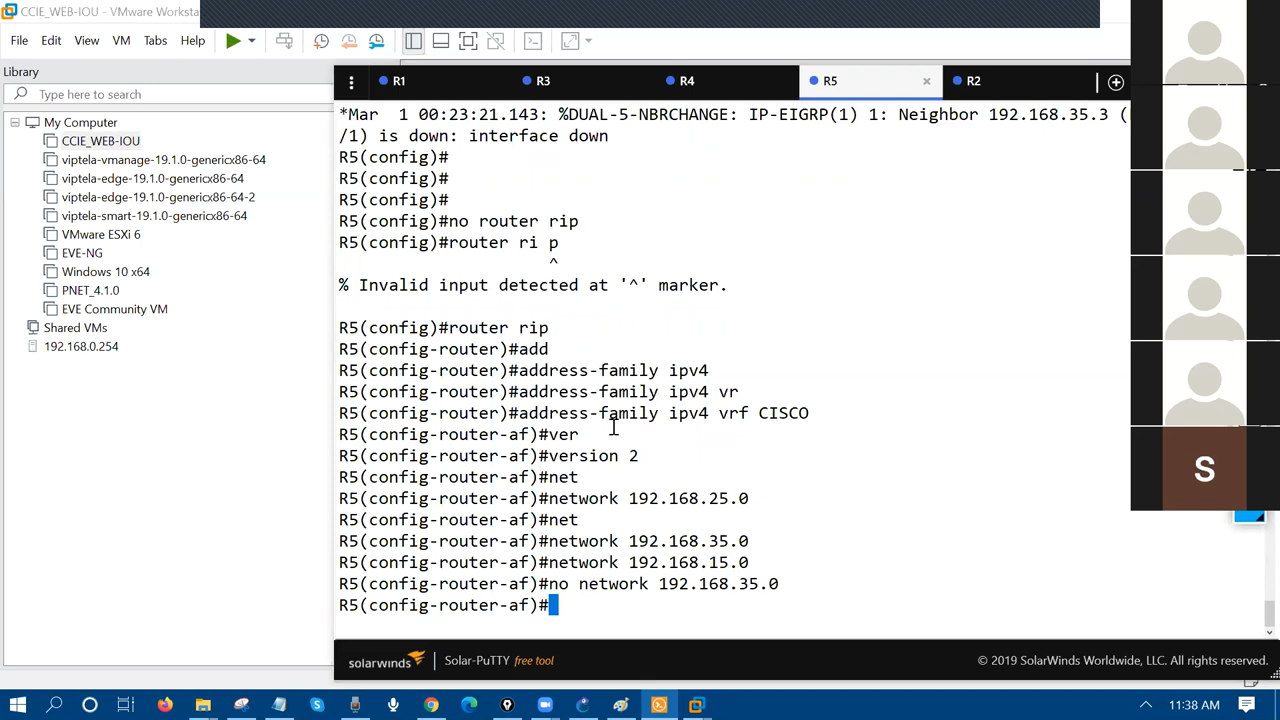 CCIE_WEB-IOU - VMware Worksta
File Edit View VM Tabs Help
Library
Type here to search
My Computer
CCIE_WEB-IOU
viptela-vmanage-19.1.0-genericx86-64
viptela-edge-19.1.0-genericx86-64
viptela-edge-19.1.0-genericx86-64-2
viptela-smart-19.1.0-genericx86-64
VMware ESXi 6
EVE-NG
Windows 10 x64
PNET_4.1.0
EVE Community VM
Shared VMs
192.168.0.254
R1 R3 R4 R5 × R2
*Mar 1 00:23:21.143: %DUAL-5-NBRCHANGE: IP-EIGRP(1) 1: Neighbor 192.168.35.3 (
/1) is down: interface down
R5(config)#
R5(config)#
R5(config)#
R5(config)#no router rip
R5(config)#router ri p
^
% Invalid input detected at '^' marker.
R5(config)#router rip
R5(config-router)#add
R5(config-router)#address-family ipv4
R5(config-router)#address-family ipv4 vr
R5(config-router)#address-family ipv4 vrf CISCO
R5(config-router-af)#ver
R5(config-router-af)#version 2
R5(config-router-af)#net
R5(config-router-af)#network 192.168.25.0
R5(config-router-af)#net
R5(config-router-af)#network 192.168.35.0
R5(config-router-af)#network 192.168.15.0
R5(config-router-af)#no network 192.168.35.0
R5(config-router-af)#
S
solarwinds Solar-PuTTY free tool
© 2019 SolarWinds Worldwide, LLC. All rights reserved.
11:38 AM